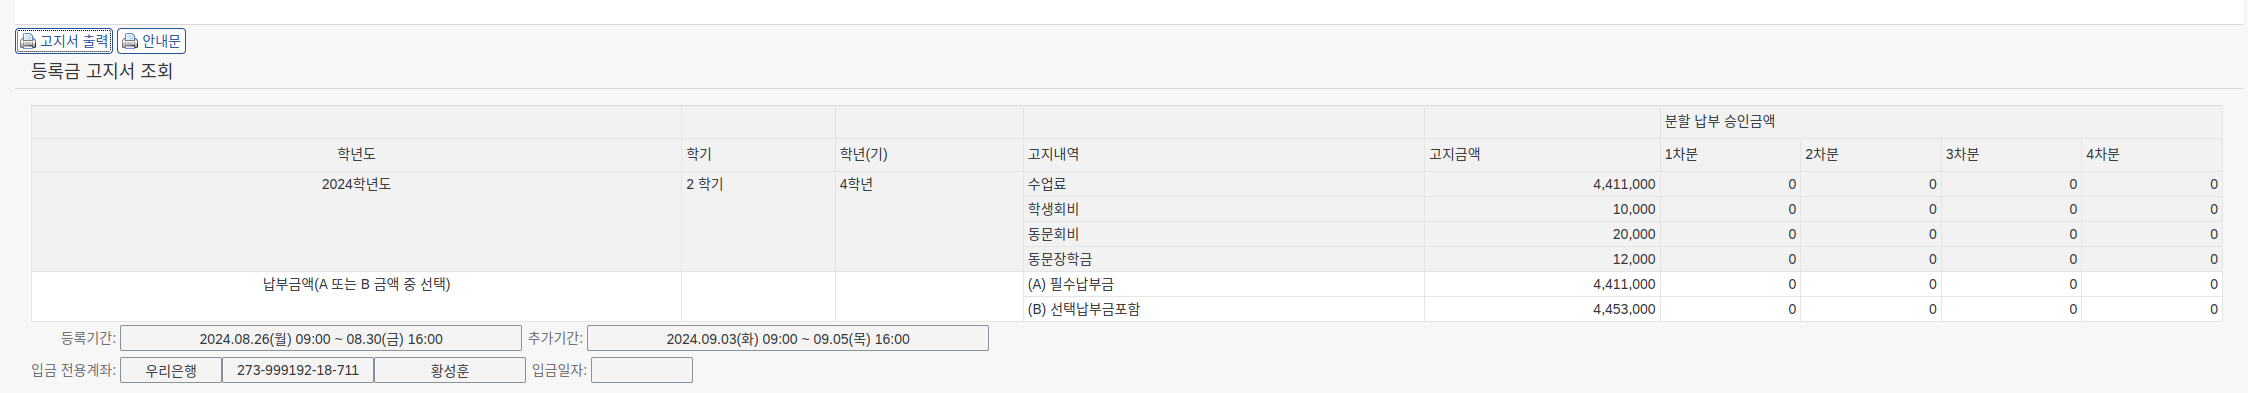 고지서 출력 안내문
등록금 고지서 조회
분할 납부 승인금액
학년도 학기 학년(기) 고지내역 고지금액 1차분 2차분 3차분 4차분
2024학년도 2 학기 4학년 수업료 4,411,000 0 0 0 0
학생회비 10,000 0 0 0 0
동문회비 20,000 0 0 0 0
동문장학금 12,000 0 0 0 0
납부금액(A 또는 B 금액 중 선택) (A) 필수납부금 4,411,000 0 0 0 0
(B) 선택납부금포함 4,453,000 0 0 0 0
등록기간: 2024.08.26(월) 09:00 ~ 08.30(금) 16:00 추가기간: 2024.09.03(화) 09:00 ~ 09.05(목) 16:00
입금 전용계좌: 우리은행 273-999192-18-711 황성훈 입금일자: